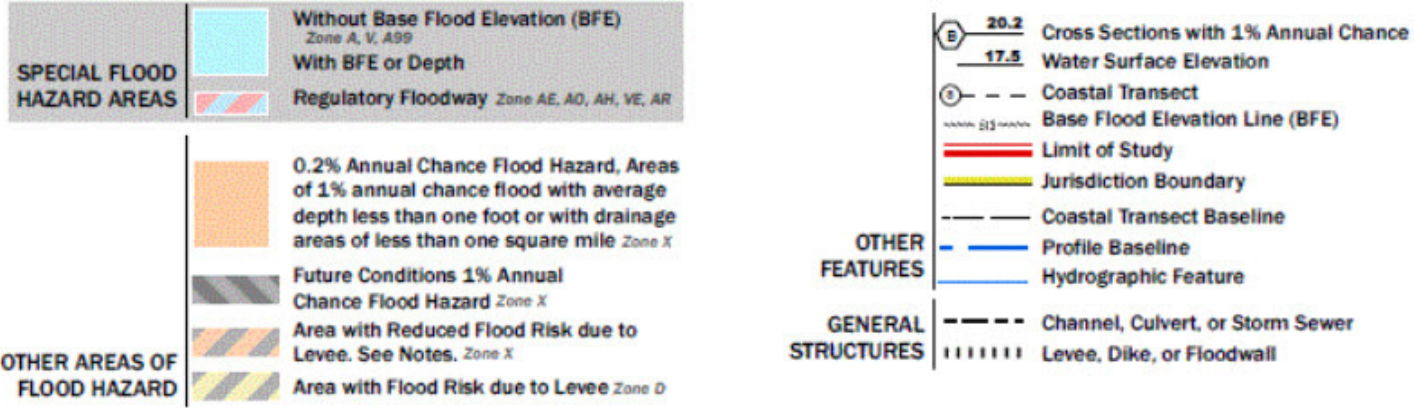 SPECIAL FLOOD
HAZARD AREAS
Without Base Flood Elevation (BFE)
Zone A, V, A99
With BFE or Depth
Regulatory Floodway Zone AE, AO, AH, VE, AR
OTHER AREAS OF
FLOOD HAZARD
0.2% Annual Chance Flood Hazard, Areas
of 1% annual chance flood with average
depth less than one foot or with drainage
areas of less than one square mile Zone X
Future Conditions 1% Annual
Chance Flood Hazard Zone X
Area with Reduced Flood Risk due to
Levee. See Notes. Zone X
Area with Flood Risk due to Levee Zone D
OTHER
FEATURES
B 20.2 Cross Sections with 1% Annual Chance
17.5 Water Surface Elevation
Coastal Transect
Base Flood Elevation Line (BFE)
Limit of Study
Jurisdiction Boundary
Coastal Transect Baseline
Profile Baseline
Hydrographic Feature
GENERAL
STRUCTURES
Channel, Culvert, or Storm Sewer
Levee, Dike, or Floodwall